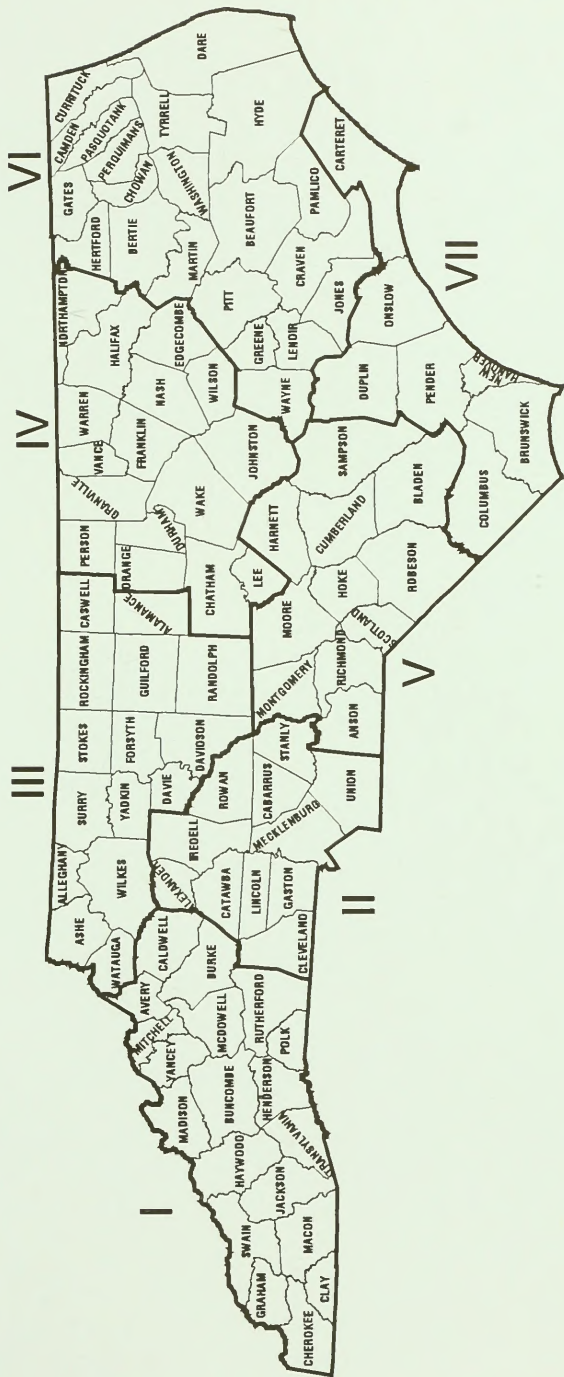 I
II
III
IV
V
VI
VII
CHEROKEE
GRAHAM
CLAY
SWAIN
MACON
JACKSON
HAYWOOD
TRANSYLVANIA
MADISON
BUNCOMBE
HENDERSON
YANCEY
MITCHELL
AVERY
MCDOWELL
RUTHERFORD
POLK
BURKE
CALDWELL
WATAUGA
ASHE
ALLEGHANY
WILKES
ALEXANDER
CATAWBA
LINCOLN
CLEVELAND
GASTON
IREDELL
MECKLENBURG
SURRY
YADKIN
DAVIE
ROWAN
CABARRUS
STANLY
UNION
STOKES
FORSYTH
DAVIDSON
ROCKINGHAM
GUILFORD
RANDOLPH
MONTGOMERY
ANSON
RICHMOND
CASWELL
ALAMANCE
CHATHAM
MOORE
SCOTLAND
HOKE
LEE
PERSON
ORANGE
DURHAM
GRANVILLE
WAKE
HARNETT
CUMBERLAND
ROBESON
BLADEN
COLUMBUS
VANCE
WARREN
FRANKLIN
JOHNSTON
SAMPSON
NASH
WILSON
WAYNE
DUPLIN
PENDER
BRUNSWICK
NEW
HANOVER
NORTHAMPTON
HALIFAX
EDGECOMBE
GREENE
LENOIR
PITT
JONES
ONSLOW
HERTFORD
BERTIE
MARTIN
BEAUFORT
CRAVEN
PAMLICO
CARTERET
GATES
CHOWAN
PERQUIMANS
PASQUOTANK
CAMDEN
CURRITUCK
WASHINGTON
TYRRELL
HYDE
DARE